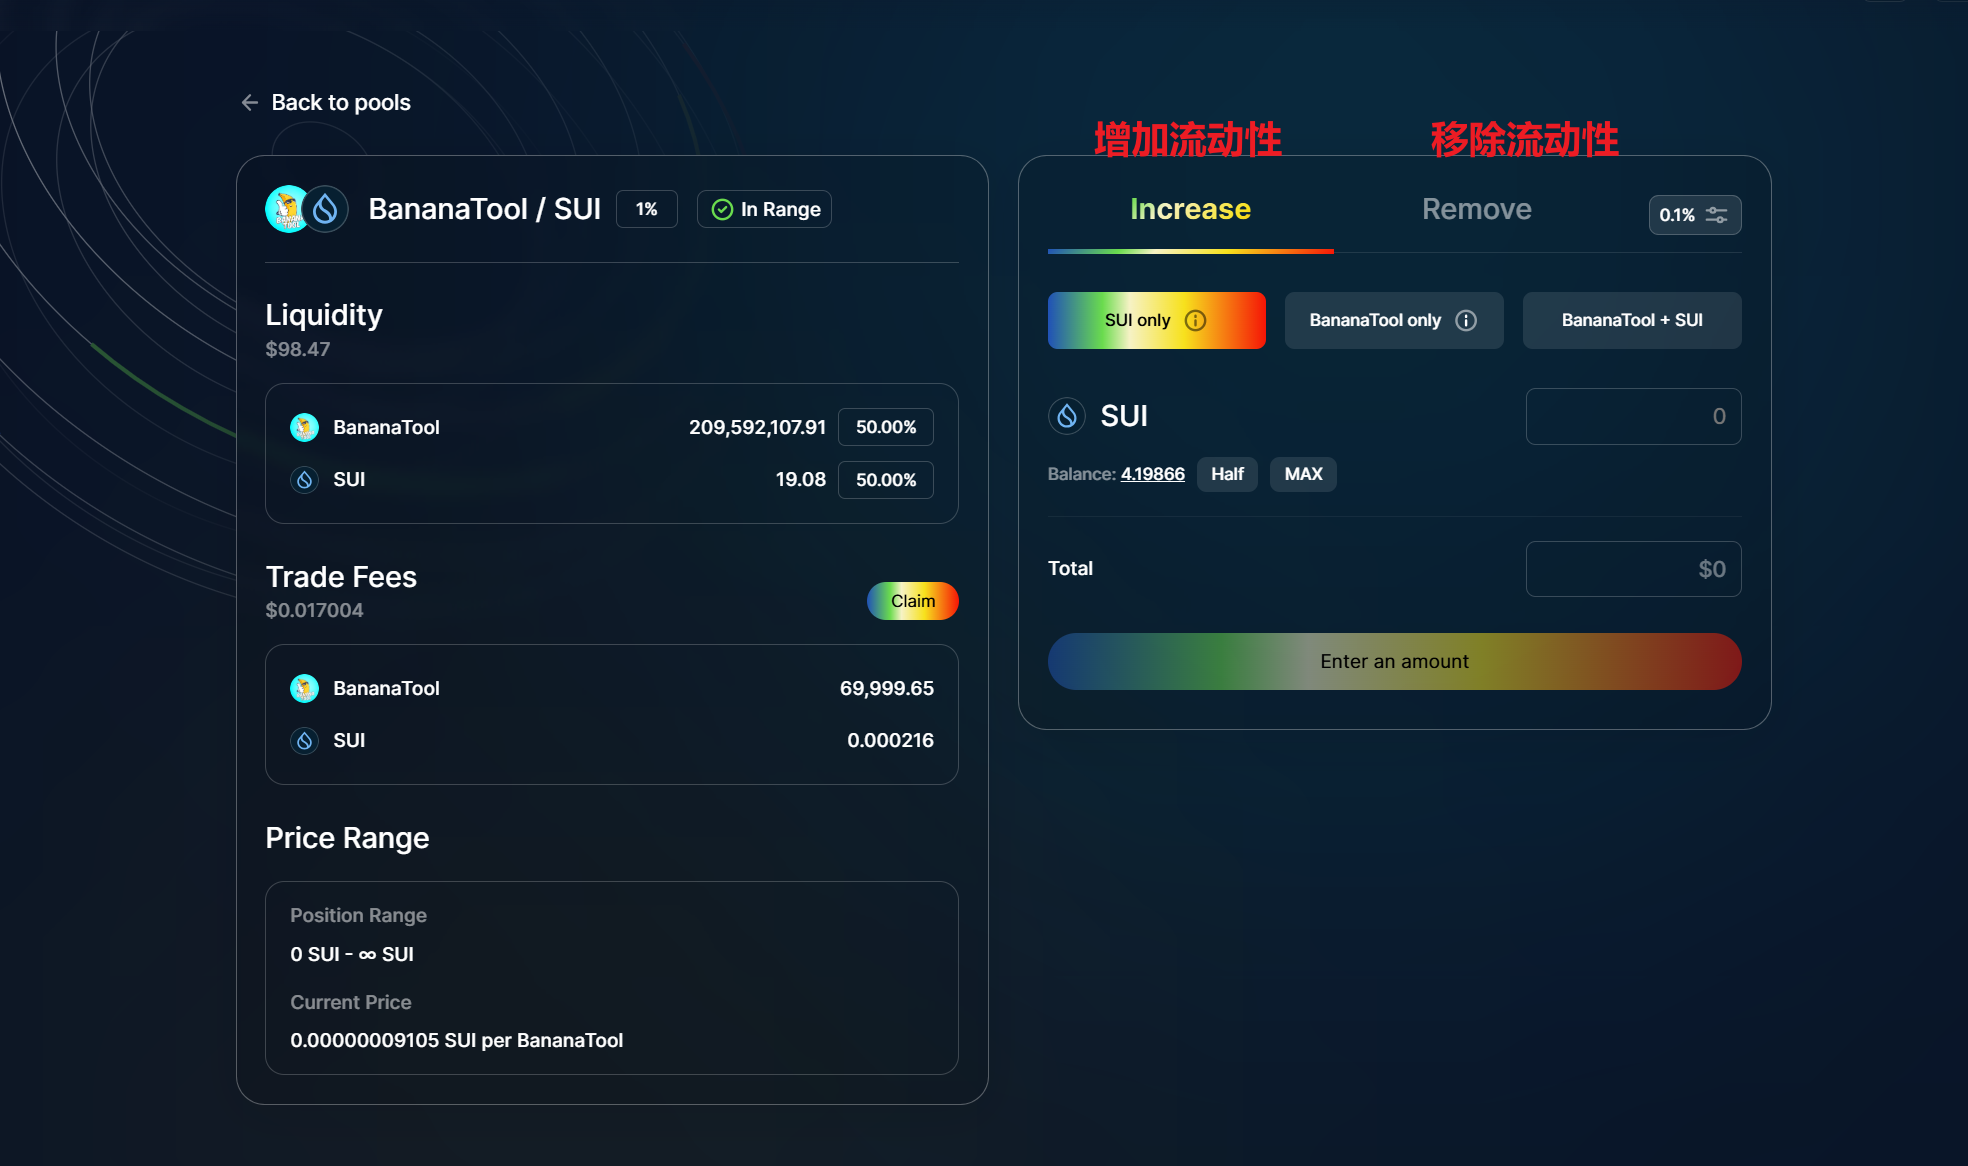 Back to pools
BananaTool / SUI 1% In Range
Liquidity
$98.47
BananaTool 209,592,107.91 50.00%
SUI 19.08 50.00%
Trade Fees
$0.017004
Claim
BananaTool 69,999.65
SUI 0.000216
Price Range
Position Range
0 SUI - ∞ SUI
Current Price
0.00000009105 SUI per BananaTool
增加流动性 移除流动性
Increase Remove 0.1%
SUI only BananaTool only BananaTool + SUI
SUI 0
Balance: 4.19866 Half MAX
Total $0
Enter an amount